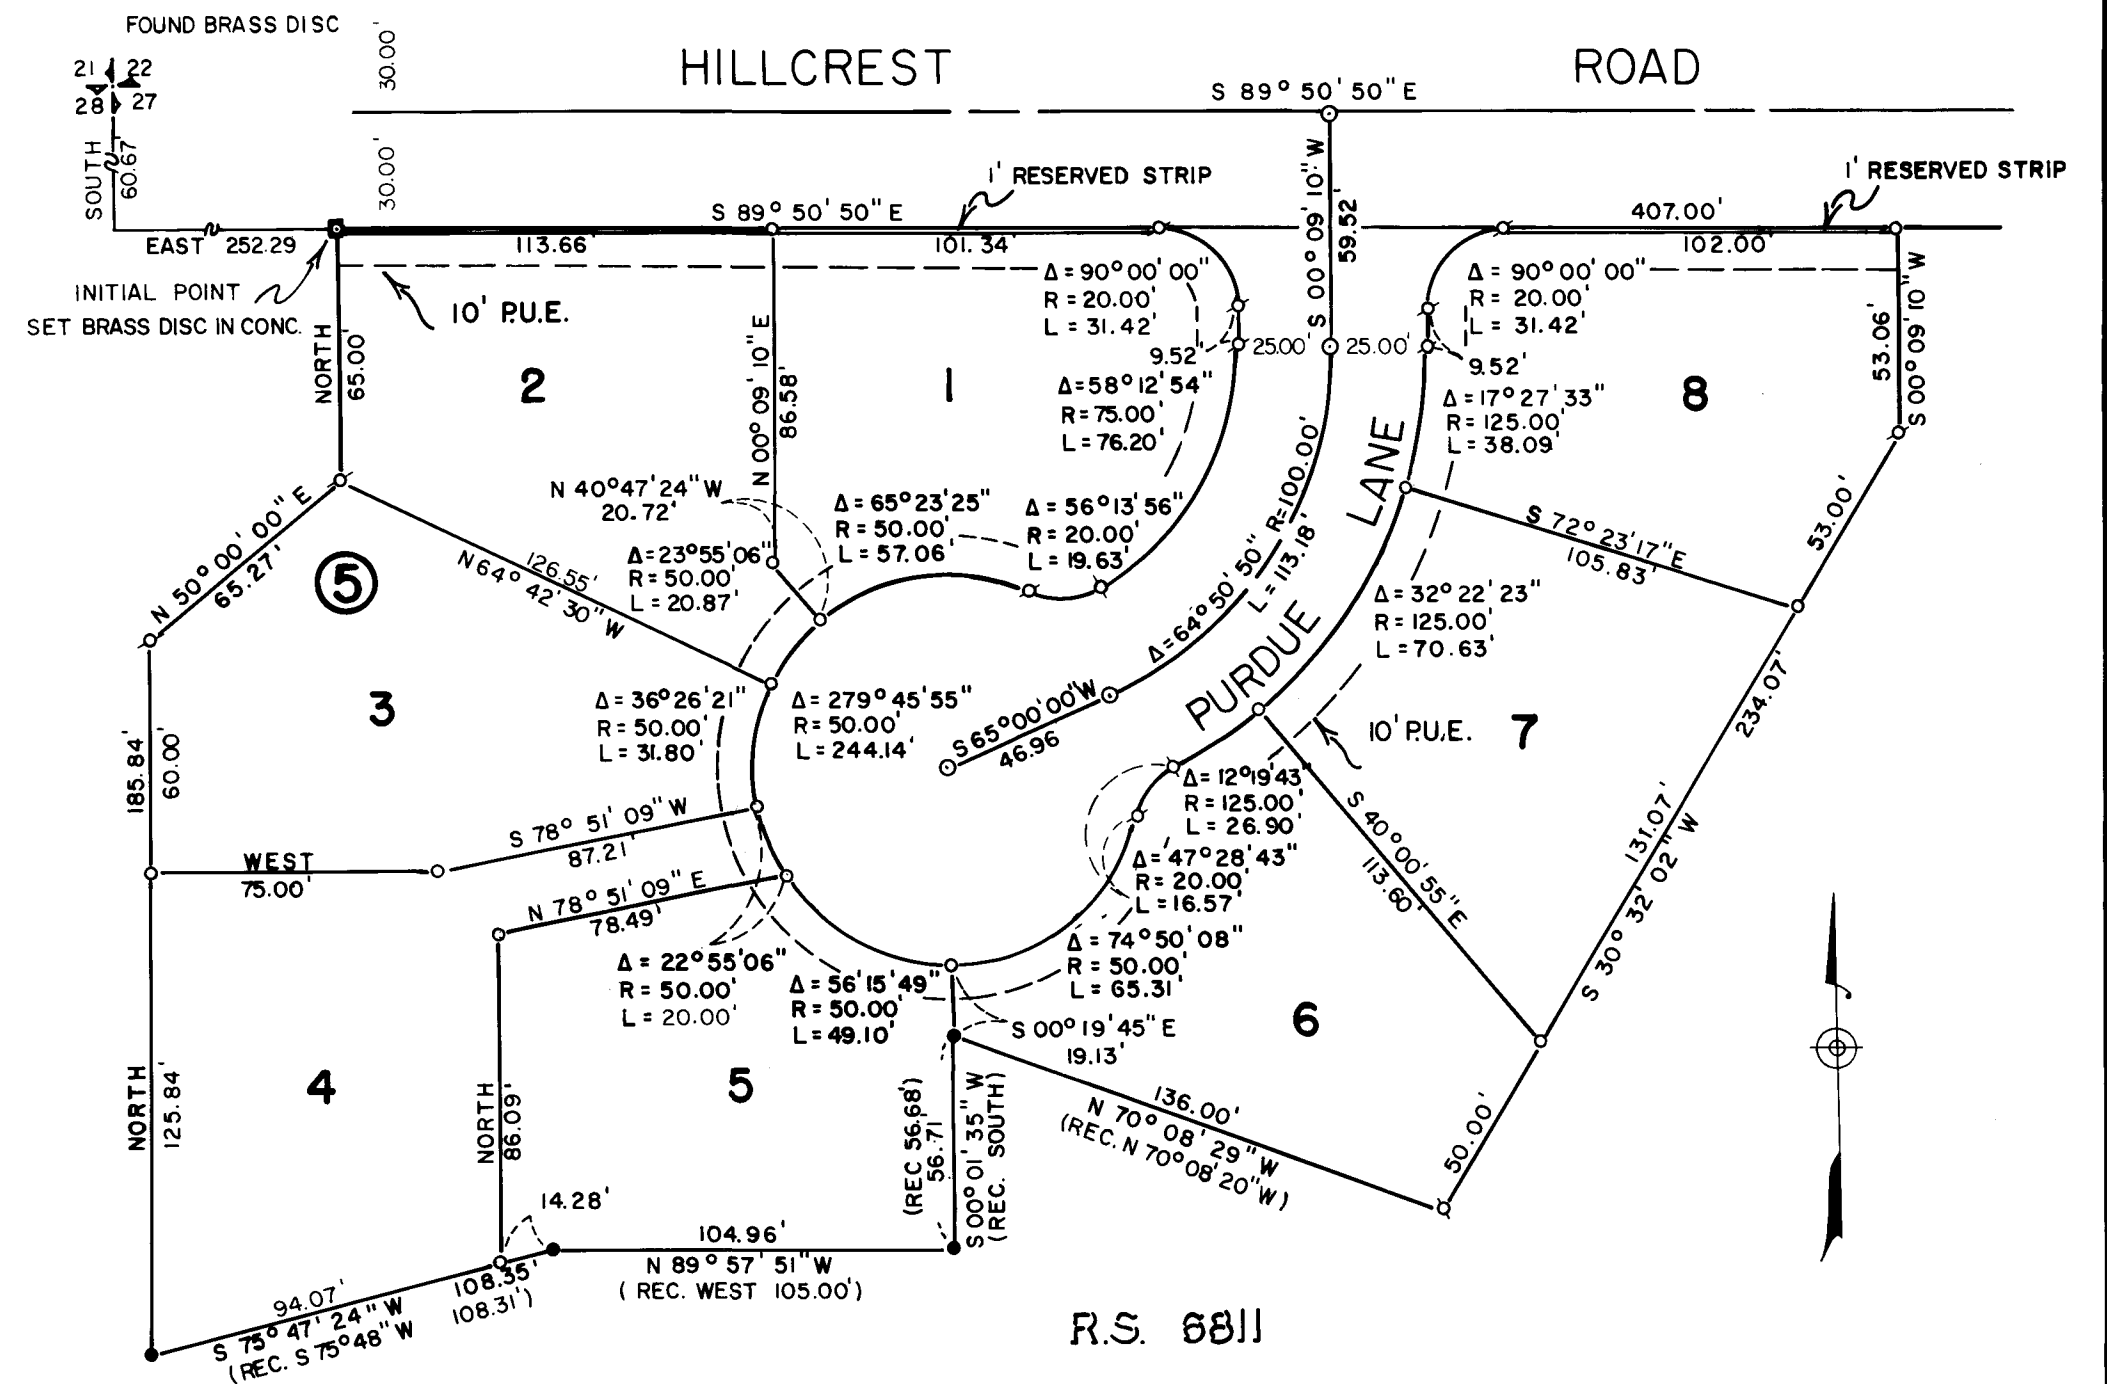 FOUND BRASS DISC
30.00'
HILLCREST ROAD
21 22
28 27
S 89° 50' 50" E
SOUTH
60.67'
30.00'
1' RESERVED STRIP
1' RESERVED STRIP
S 89° 50' 50" E
407.00'
EAST 252.29
113.66'
101.34'
102.00'
S 00° 09' 10" W
59.52'
INITIAL POINT
SET BRASS DISC IN CONC.
10' P.U.E.
Δ = 90° 00' 00"
R = 20.00'
L = 31.42'
Δ = 90° 00' 00"
R = 20.00'
L = 31.42'
53.06'
S 00° 09' 10" W
NORTH
65.00'
2
N 00° 09' 10" E
86.58'
1
9.52'
25.00'
25.00'
9.52'
8
Δ = 58° 12' 54"
R = 75.00'
L = 76.20'
Δ = 17° 27' 33"
R = 125.00'
L = 38.09'
N 50° 00' 00" E
65.27'
5
N 40° 47' 24" W
20.72'
Δ = 65° 23' 25"
R = 50.00'
L = 57.06'
Δ = 56° 13' 56"
R = 20.00'
L = 19.63'
R = 100.00'
Δ = 64° 50' 50"
L = 113.18'
PURDUE LANE
S 72° 23' 17" E
105.83'
53.00'
126.55'
N 64° 42' 30" W
Δ = 23° 55' 06"
R = 50.00'
L = 20.87'
Δ = 32° 22' 23"
R = 125.00'
L = 70.63'
3
Δ = 36° 26' 21"
R = 50.00'
L = 31.80'
Δ = 279° 45' 55"
R = 50.00'
L = 244.14'
S 65° 00' 00" W
46.96
10' P.U.E.
7
234.07'
185.84'
60.00'
S 78° 51' 09" W
87.21'
WEST
75.00'
Δ = 12° 19' 43"
R = 125.00'
L = 26.90'
S 40° 00' 55" E
113.60'
131.07'
S 30° 32' 02" W
N 78° 51' 09" E
78.49'
Δ = 47° 28' 43"
R = 20.00'
L = 16.57'
Δ = 22° 55' 06"
R = 50.00'
L = 20.00'
Δ = 56° 15' 49"
R = 50.00'
L = 49.10'
Δ = 74° 50' 08"
R = 50.00'
L = 65.31'
S 00° 19' 45" E
19.13'
6
NORTH
125.84'
4
NORTH
86.09'
5
(REC 56.68')
56.71'
S 00° 01' 35" W
(REC. SOUTH)
136.00'
N 70° 08' 29" W
(REC. N 70° 08' 20" W)
50.00'
14.28'
104.96'
N 89° 57' 51" W
( REC. WEST 105.00')
94.07'
108.35'
108.31')
S 75° 47' 24" W
(REC. S 75° 48" W
R.S. 6811